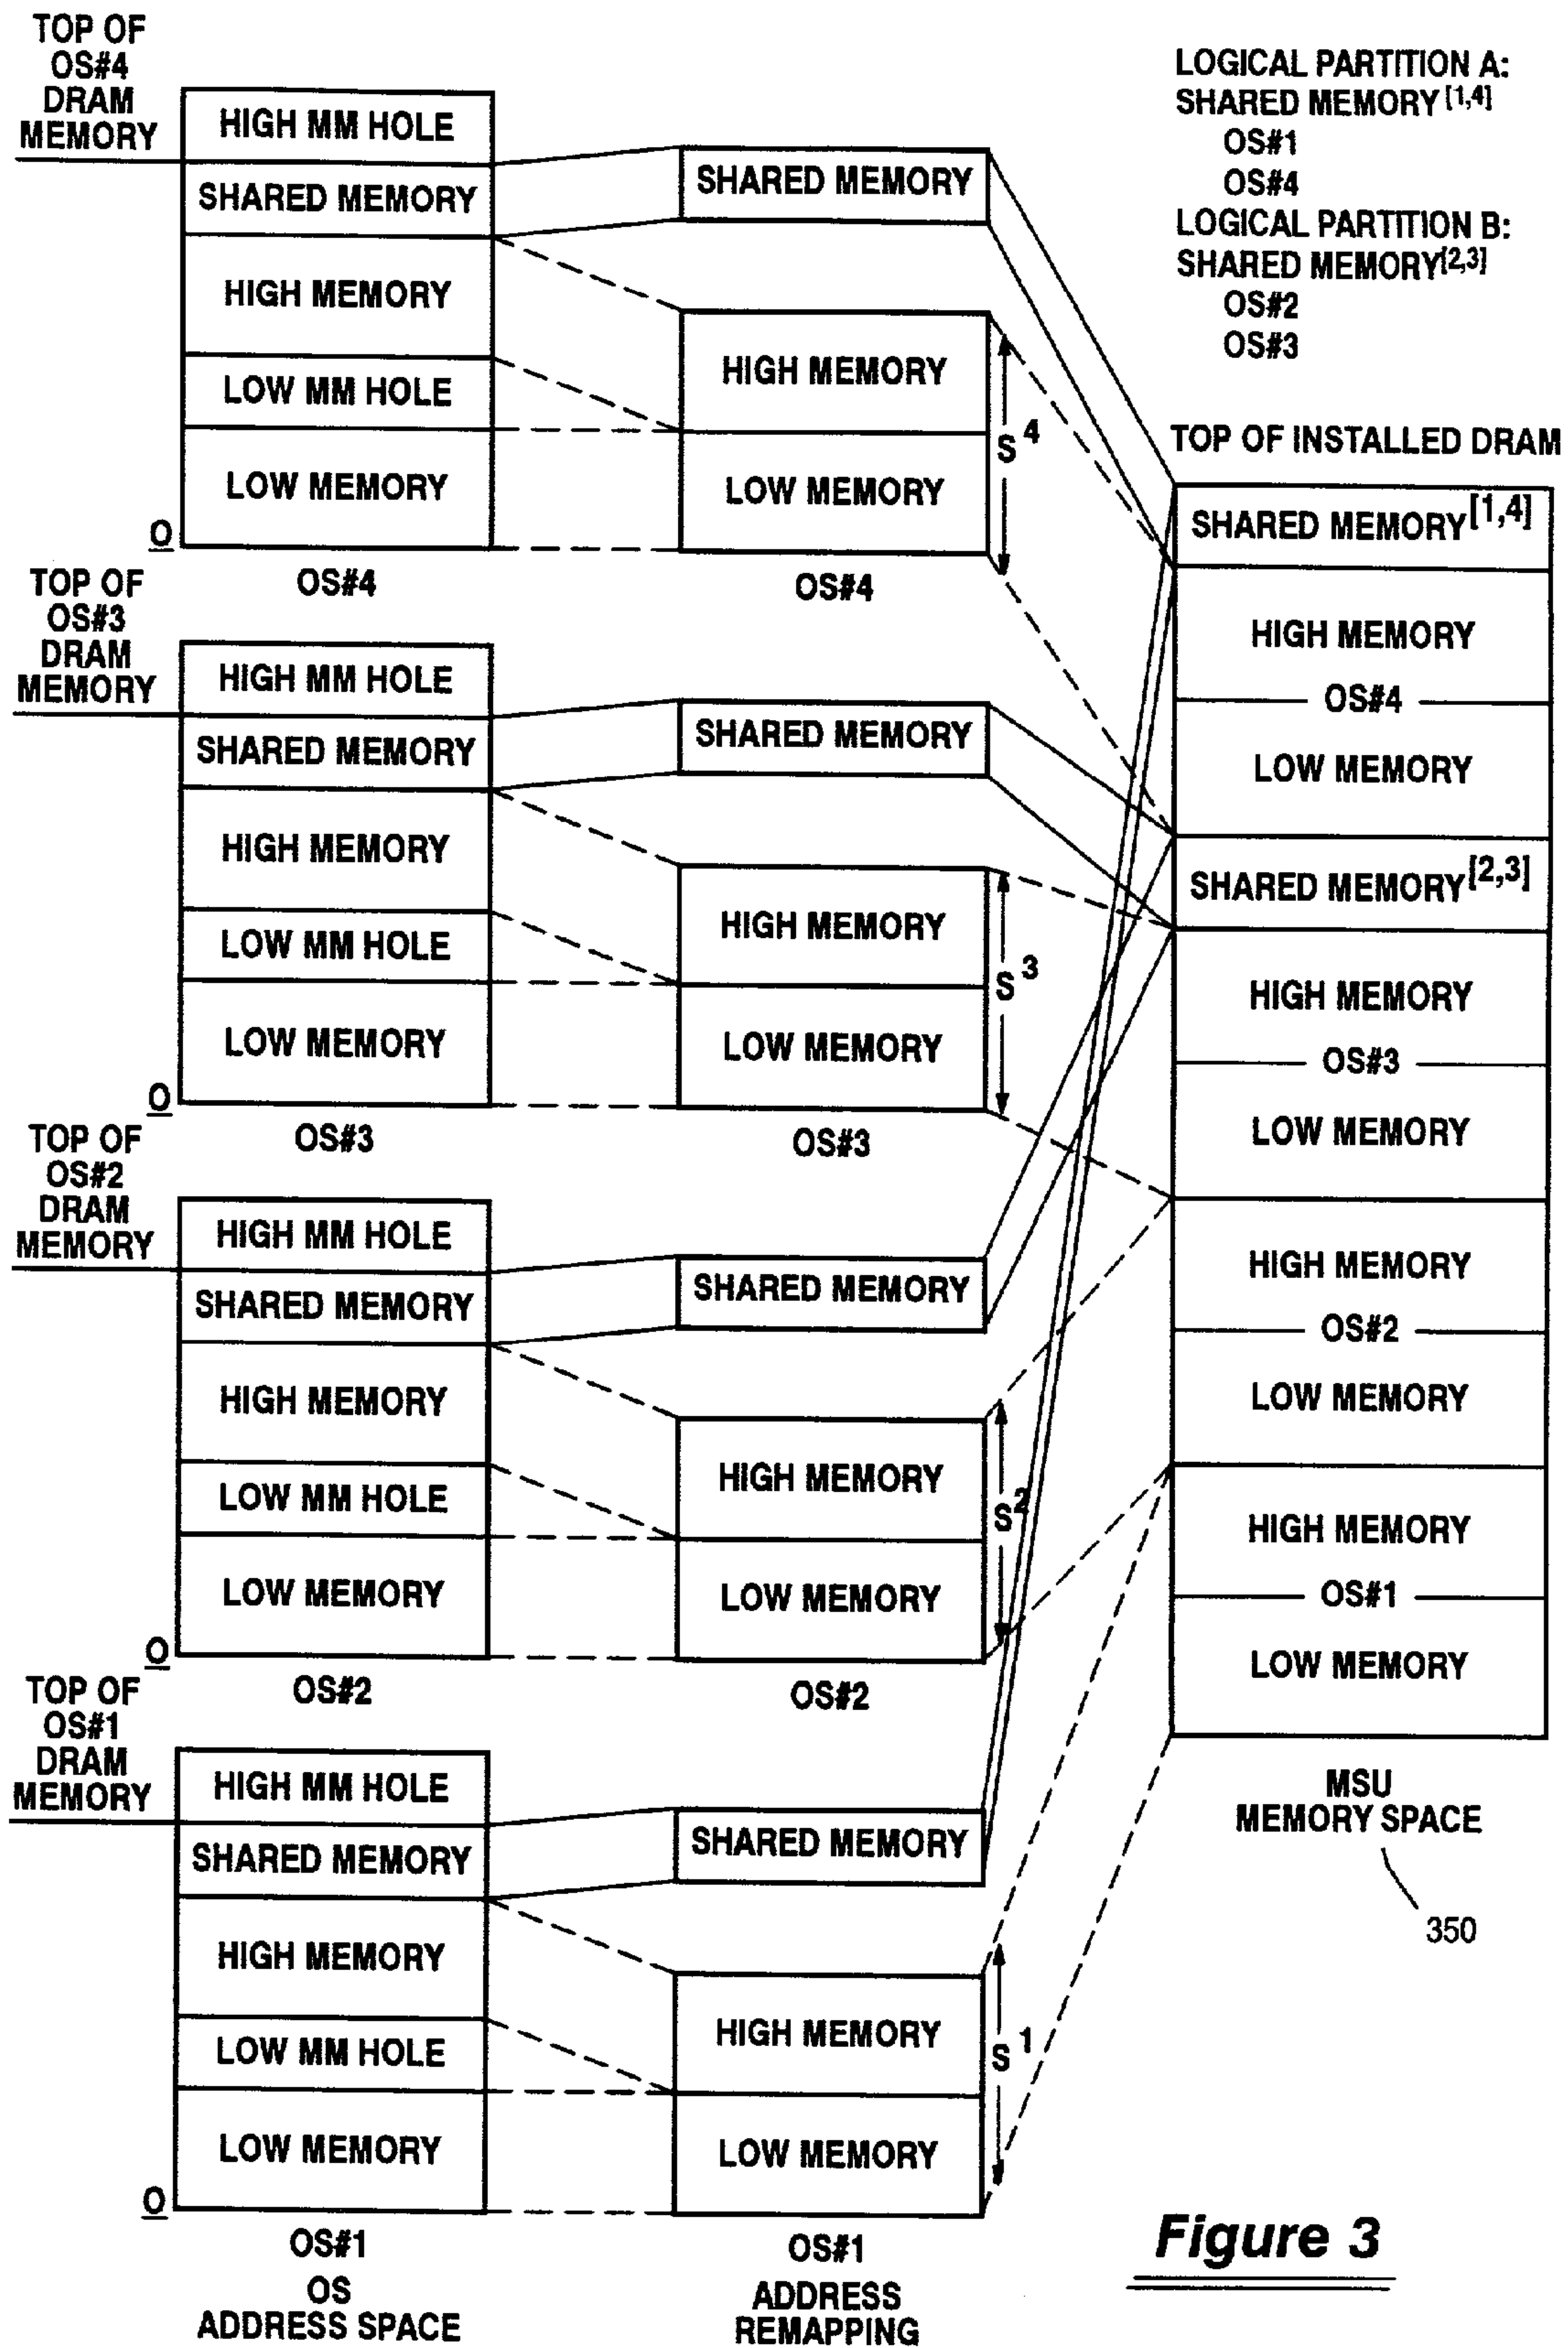 TOP OF
OS#4
DRAM
MEMORY
HIGH MM HOLE
SHARED MEMORY
HIGH MEMORY
LOW MM HOLE
LOW MEMORY
0
OS#4
SHARED MEMORY
HIGH MEMORY
LOW MEMORY
S4
OS#4
LOGICAL PARTITION A:
SHARED MEMORY[1,4]
OS#1
OS#4
LOGICAL PARTITION B:
SHARED MEMORY[2,3]
OS#2
OS#3
TOP OF
OS#3
DRAM
MEMORY
HIGH MM HOLE
SHARED MEMORY
HIGH MEMORY
LOW MM HOLE
LOW MEMORY
0
OS#3
SHARED MEMORY
HIGH MEMORY
LOW MEMORY
S3
OS#3
TOP OF
OS#2
DRAM
MEMORY
HIGH MM HOLE
SHARED MEMORY
HIGH MEMORY
LOW MM HOLE
LOW MEMORY
0
OS#2
SHARED MEMORY
HIGH MEMORY
LOW MEMORY
S2
OS#2
TOP OF
OS#1
DRAM
MEMORY
HIGH MM HOLE
SHARED MEMORY
HIGH MEMORY
LOW MM HOLE
LOW MEMORY
0
OS#1
OS
ADDRESS SPACE
SHARED MEMORY
HIGH MEMORY
LOW MEMORY
S1
OS#1
ADDRESS
REMAPPING
TOP OF INSTALLED DRAM
SHARED MEMORY[1,4]
HIGH MEMORY
OS#4
LOW MEMORY
SHARED MEMORY[2,3]
HIGH MEMORY
OS#3
LOW MEMORY
HIGH MEMORY
OS#2
LOW MEMORY
HIGH MEMORY
OS#1
LOW MEMORY
MSU
MEMORY SPACE
350
Figure 3